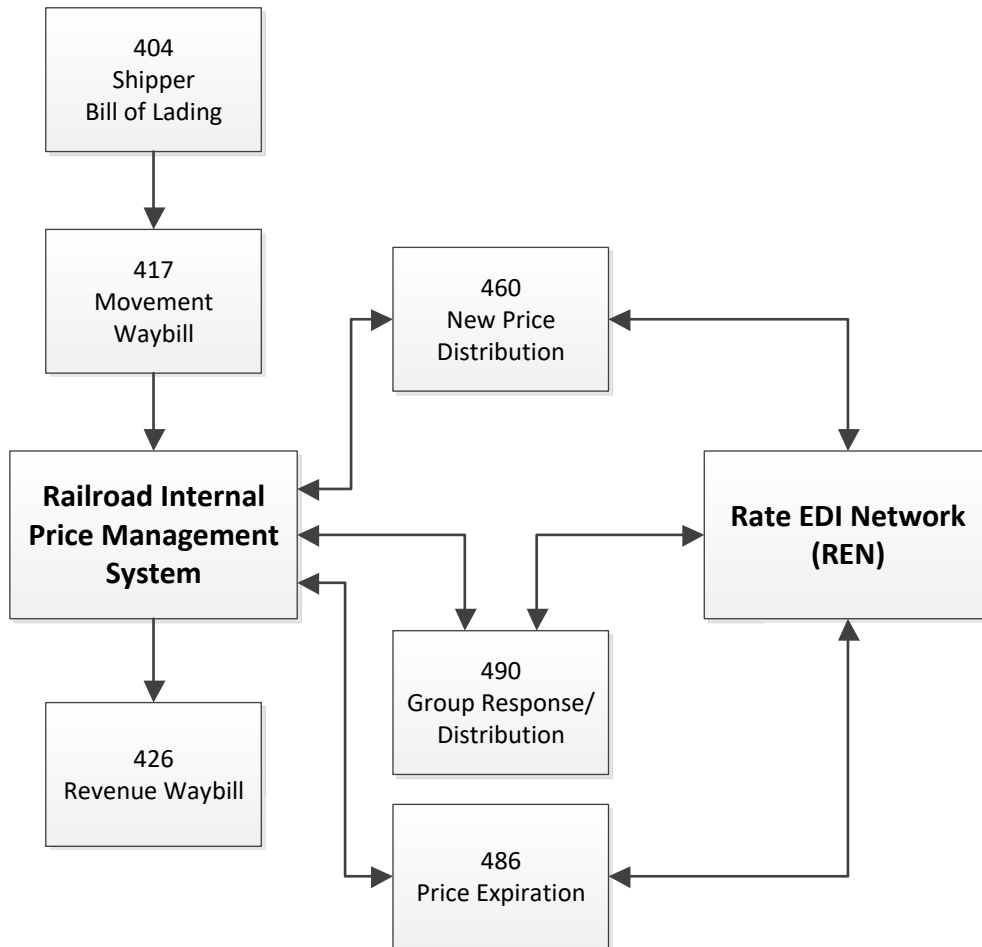 404
Shipper
Bill of Lading
417
Movement
Waybill
460
New Price
Distribution
Railroad Internal
Price Management
System
Rate EDI Network
(REN)
490
Group Response/
Distribution
426
Revenue Waybill
486
Price Expiration